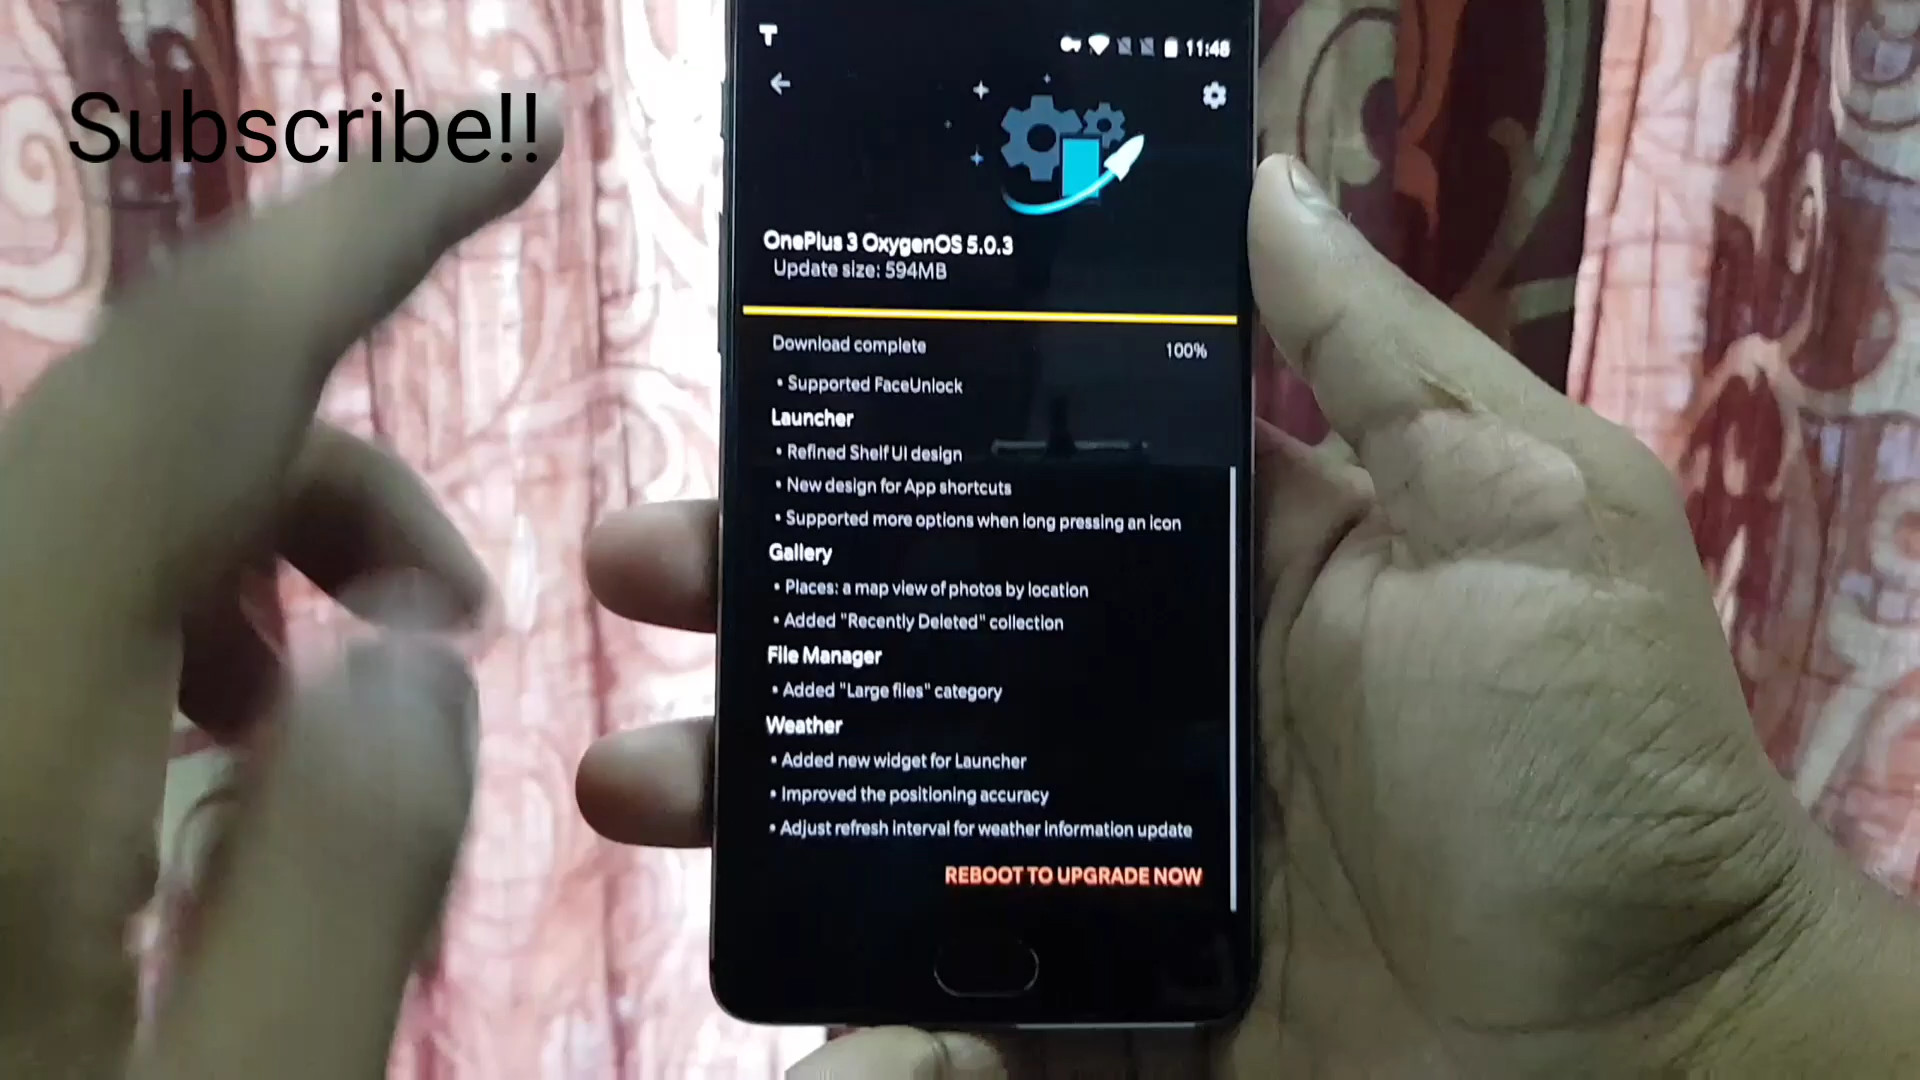 Subscribe!!
11:48
OnePlus 3 OxygenOS 5.0.3
Update size: 594MB
Download complete 100%
• Supported FaceUnlock
Launcher
• Refined Shelf UI design
• New design for App shortcuts
• Supported more options when long pressing an icon
Gallery
• Places: a map view of photos by location
• Added "Recently Deleted" collection
File Manager
• Added "Large files" category
Weather
• Added new widget for Launcher
• Improved the positioning accuracy
• Adjust refresh interval for weather information update
REBOOT TO UPGRADE NOW